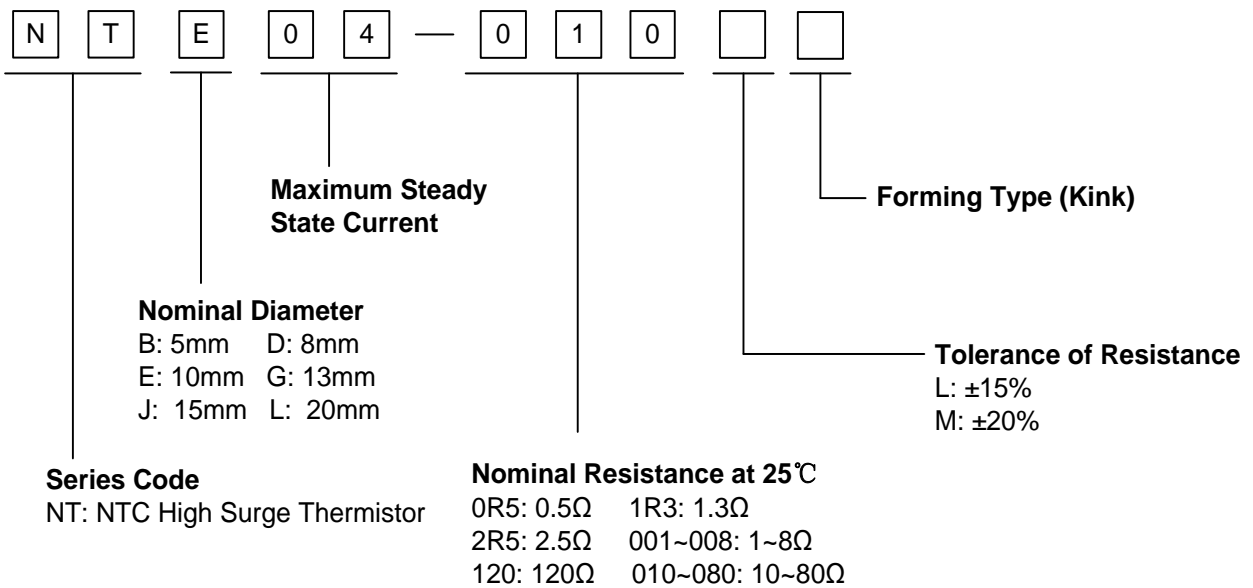 N T E 0 4 — 0 1 0
Maximum Steady
State Current
Forming Type (Kink)
Nominal Diameter
B: 5mm D: 8mm
E: 10mm G: 13mm
J: 15mm L: 20mm
Tolerance of Resistance
L: ±15%
M: ±20%
Series Code
NT: NTC High Surge Thermistor
Nominal Resistance at 25℃
0R5: 0.5Ω 1R3: 1.3Ω
2R5: 2.5Ω 001~008: 1~8Ω
120: 120Ω 010~080: 10~80Ω